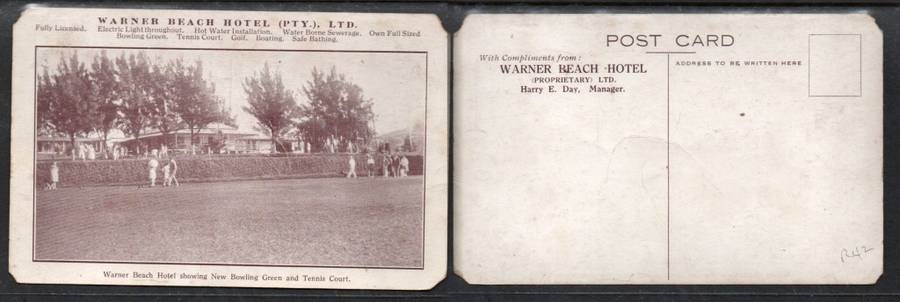 WARNER BEACH HOTEL (PTY.), LTD.
Fully Licensed. Electric Light throughout. Hot Water Installation. Water Borne Sewerage. Own Full Sized
Bowling Green. Tennis Court. Golf. Boating. Safe Bathing.
Warner Beach Hotel showing New Bowling Green and Tennis Court.
POST CARD
With Compliments from:
WARNER BEACH HOTEL
(PROPRIETARY) LTD.
Harry E. Day, Manager.
ADDRESS TO BE WRITTEN HERE
R42